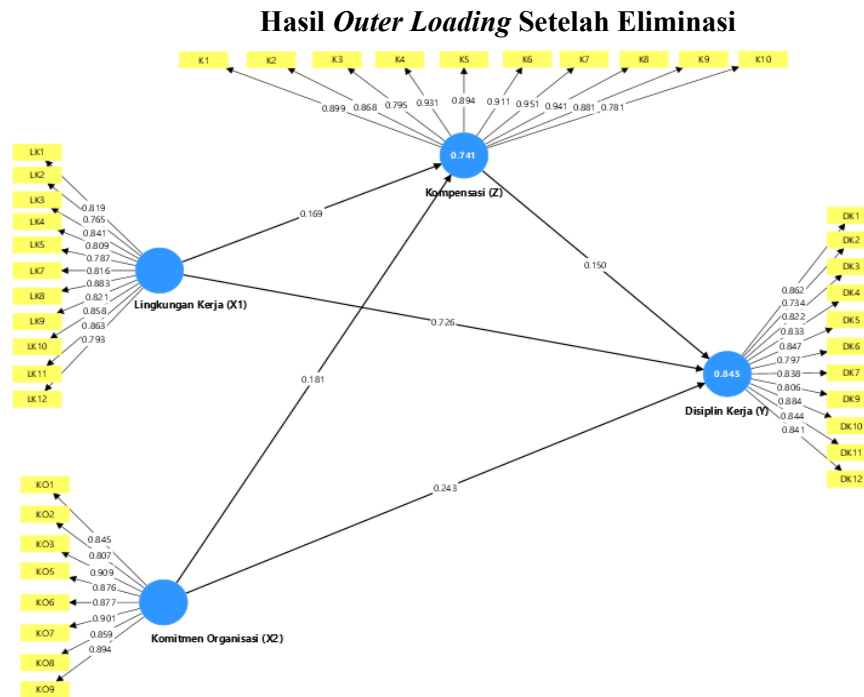 Hasil Outer Loading Setelah Eliminasi
K1 K2 K3 K4 K5 K6 K7 K8 K9 K10
0.899 0.868 0.795 0.931 0.894 0.911 0.951 0.941 0.881 0.781
0.741
Kompensasi (Z)
LK1
LK2
LK3
LK4
LK5
LK7
LK8
LK9
LK10
LK11
LK12
0.819
0.765
0.841
0.809
0.787
0.816
0.883
0.821
0.858
0.863
0.793
Lingkungan Kerja (X1)
0.169
0.726
0.150
0.181
0.243
DK1
DK2
DK3
DK4
DK5
DK6
DK7
DK9
DK10
DK11
DK12
0.862
0.734
0.822
0.833
0.847
0.797
0.838
0.806
0.884
0.844
0.841
0.845
Disiplin Kerja (Y)
KO1
KO2
KO3
KO5
KO6
KO7
KO8
KO9
0.845
0.807
0.909
0.876
0.877
0.901
0.859
0.894
Komitmen Organisasi (X2)